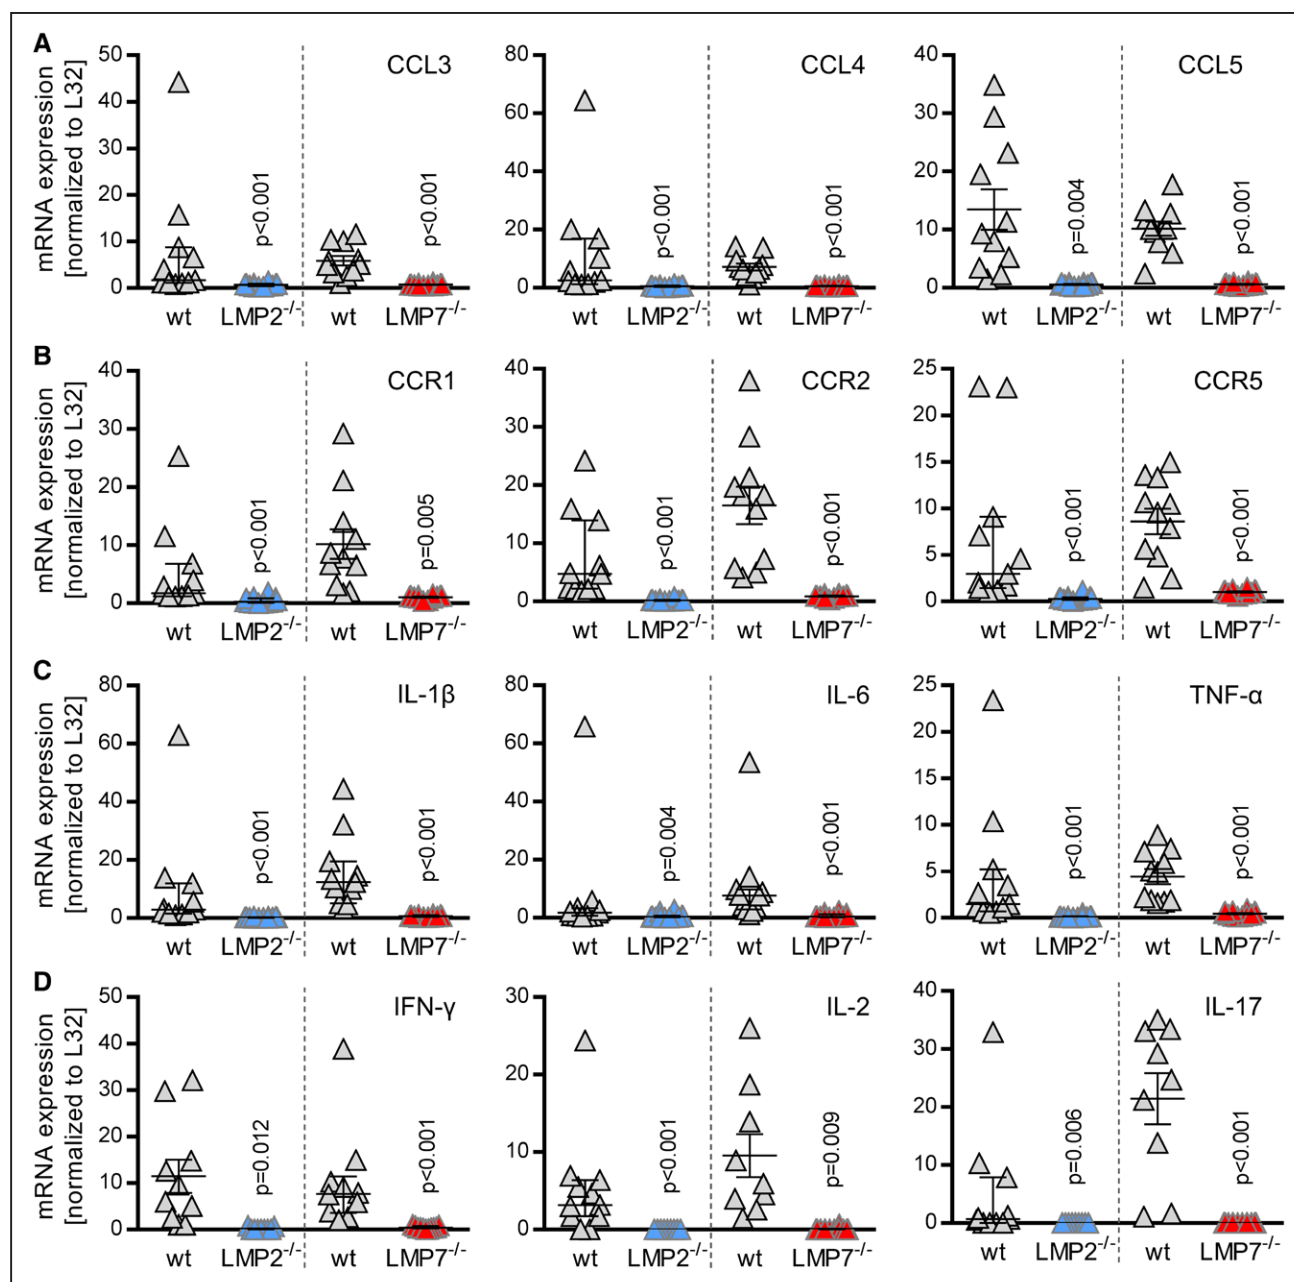 A
mRNA expression
[normalized to L32]
CCL3
50
40
30
20
10
0
p<0.001
p<0.001
wt LMP2-/- wt LMP7-/-
CCL4
80
60
40
20
0
p<0.001
p<0.001
wt LMP2-/- wt LMP7-/-
CCL5
40
30
20
10
0
p=0.004
p<0.001
wt LMP2-/- wt LMP7-/-
B
mRNA expression
[normalized to L32]
CCR1
40
30
20
10
0
p<0.001
p=0.005
wt LMP2-/- wt LMP7-/-
CCR2
40
30
20
10
0
p<0.001
p<0.001
wt LMP2-/- wt LMP7-/-
CCR5
25
20
15
10
5
0
p<0.001
p<0.001
wt LMP2-/- wt LMP7-/-
C
mRNA expression
[normalized to L32]
IL-1β
80
60
40
20
0
p<0.001
p<0.001
wt LMP2-/- wt LMP7-/-
IL-6
80
60
40
20
0
p=0.004
p<0.001
wt LMP2-/- wt LMP7-/-
TNF-α
25
20
15
10
5
0
p<0.001
p<0.001
wt LMP2-/- wt LMP7-/-
D
mRNA expression
[normalized to L32]
IFN-γ
50
40
30
20
10
0
p=0.012
p<0.001
wt LMP2-/- wt LMP7-/-
IL-2
30
20
10
0
p<0.001
p=0.009
wt LMP2-/- wt LMP7-/-
IL-17
40
30
20
10
0
p=0.006
p<0.001
wt LMP2-/- wt LMP7-/-